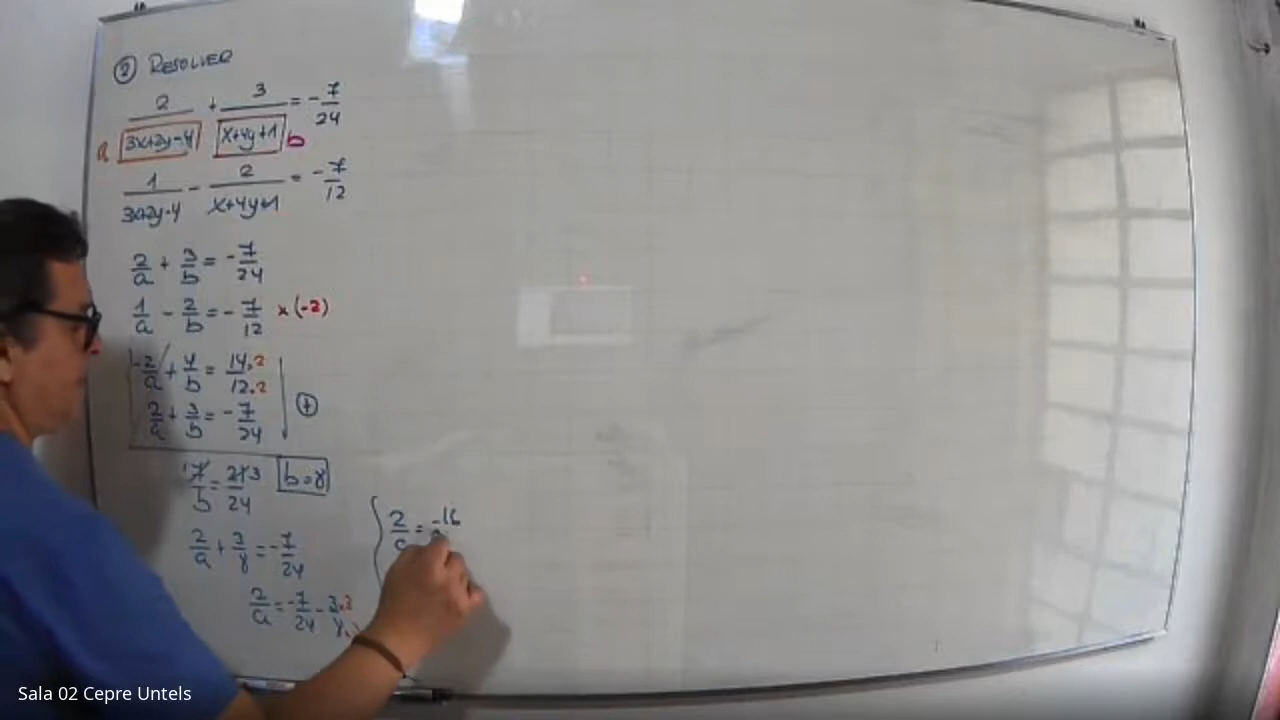 ② RESOLVER
2/(3x+2y-4) + 3/(x+4y+1) = -7/24
a b
1/(3x+2y-4) - 2/(x+4y+1) = -7/12
2/a + 3/b = -7/24
1/a - 2/b = -7/12 x(-2)
-2/a + 4/b = 14.2/12.2
2/a + 3/b = -7/24 (+)
7/b = 21/24 b=8
2/a + 3/8 = -7/24
2/a = -7/24 - 3.3/8.3
2/a = -16
Sala 02 Cepre Untels